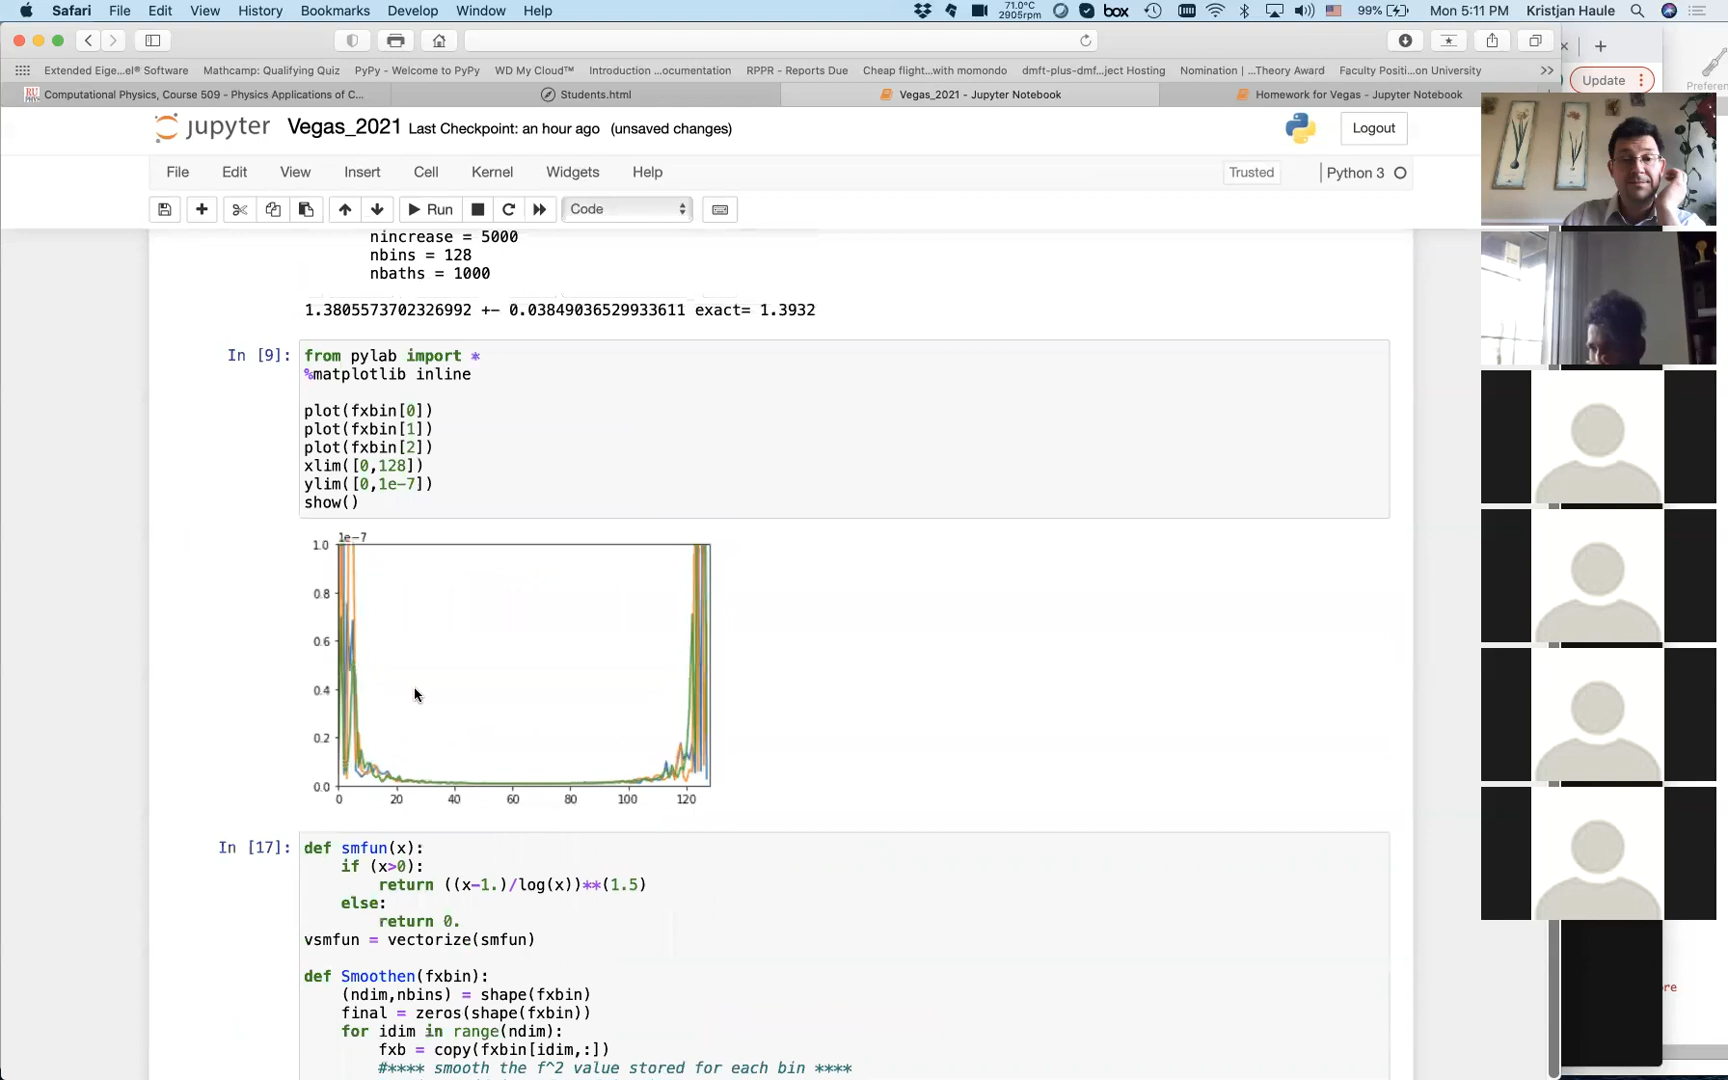 Safari File Edit View History Bookmarks Develop Window Help 71.0°C 2905rpm box 99% Mon 5:11 PM Kristjan Haule
Extended Eige...el® Software Mathcamp: Qualifying Quiz PyPy - Welcome to PyPy WD My Cloud™ Introduction ...ocumentation RPPR - Reports Due Cheap flight...with momondo dmft-plus-dmf...ject Hosting Nomination |...Theory Award Faculty Positi...on University >> Update
Computational Physics, Course 509 - Physics Applications of C... Students.html Vegas_2021 - Jupyter Notebook Homework for Vegas - Jupyter Notebook
jupyter Vegas_2021 Last Checkpoint: an hour ago (unsaved changes) Logout
File Edit View Insert Cell Kernel Widgets Help Trusted Python 3
Run Code
nincrease = 5000
nbins = 128
nbaths = 1000
1.3805573702326992 +- 0.03849036529933611 exact= 1.3932
In [9]: from pylab import *
%matplotlib inline
plot(fxbin[0])
plot(fxbin[1])
plot(fxbin[2])
xlim([0,128])
ylim([0,1e-7])
show()
1e-7
1.0
0.8
0.6
0.4
0.2
0.0
0 20 40 60 80 100 120
In [17]: def smfun(x):
if (x>0):
return ((x-1.)/log(x))**(1.5)
else:
return 0.
vsmfun = vectorize(smfun)
def Smoothen(fxbin):
(ndim,nbins) = shape(fxbin)
final = zeros(shape(fxbin))
for idim in range(ndim):
fxb = copy(fxbin[idim,:])
#**** smooth the f^2 value stored for each bin ****